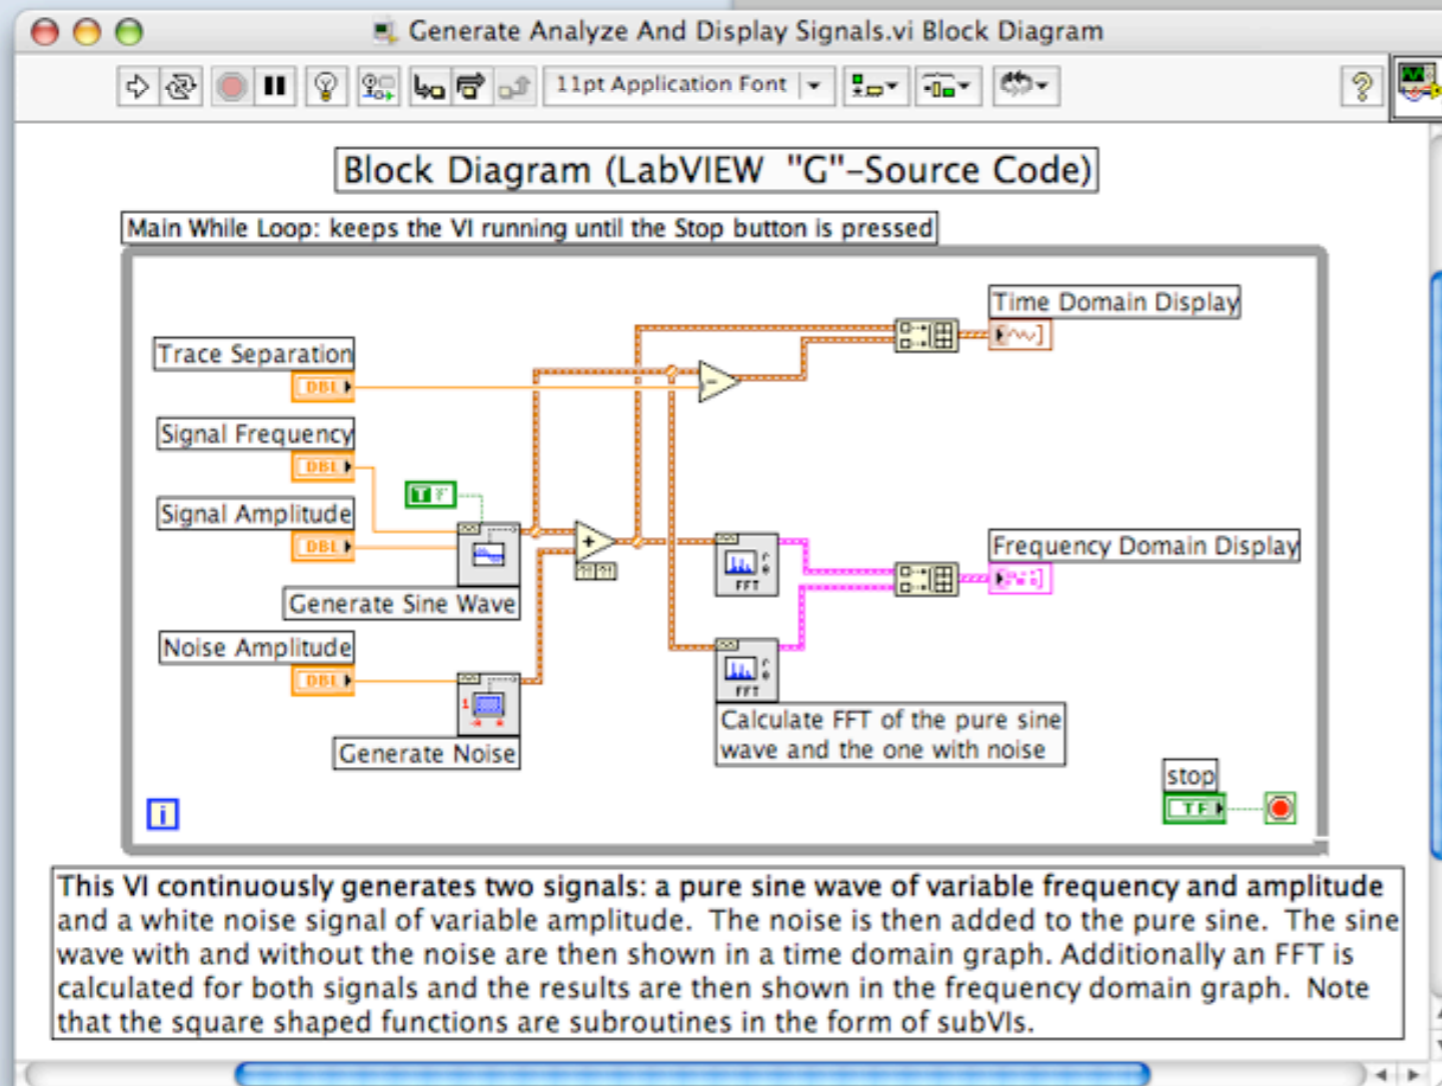 Generate Analyze And Display Signals.vi Block Diagram
11pt Application Font
?
Block Diagram (LabVIEW "G"-Source Code)
Main While Loop: keeps the VI running until the Stop button is pressed
Time Domain Display
Trace Separation
DBL
Signal Frequency
DBL
T F
Signal Amplitude
DBL
Generate Sine Wave
Frequency Domain Display
FFT
Noise Amplitude
DBL
1
Generate Noise
FFT
Calculate FFT of the pure sine
wave and the one with noise
stop
TF
i
This VI continuously generates two signals: a pure sine wave of variable frequency and amplitude
and a white noise signal of variable amplitude. The noise is then added to the pure sine. The sine
wave with and without the noise are then shown in a time domain graph. Additionally an FFT is
calculated for both signals and the results are then shown in the frequency domain graph. Note
that the square shaped functions are subroutines in the form of subVIs.